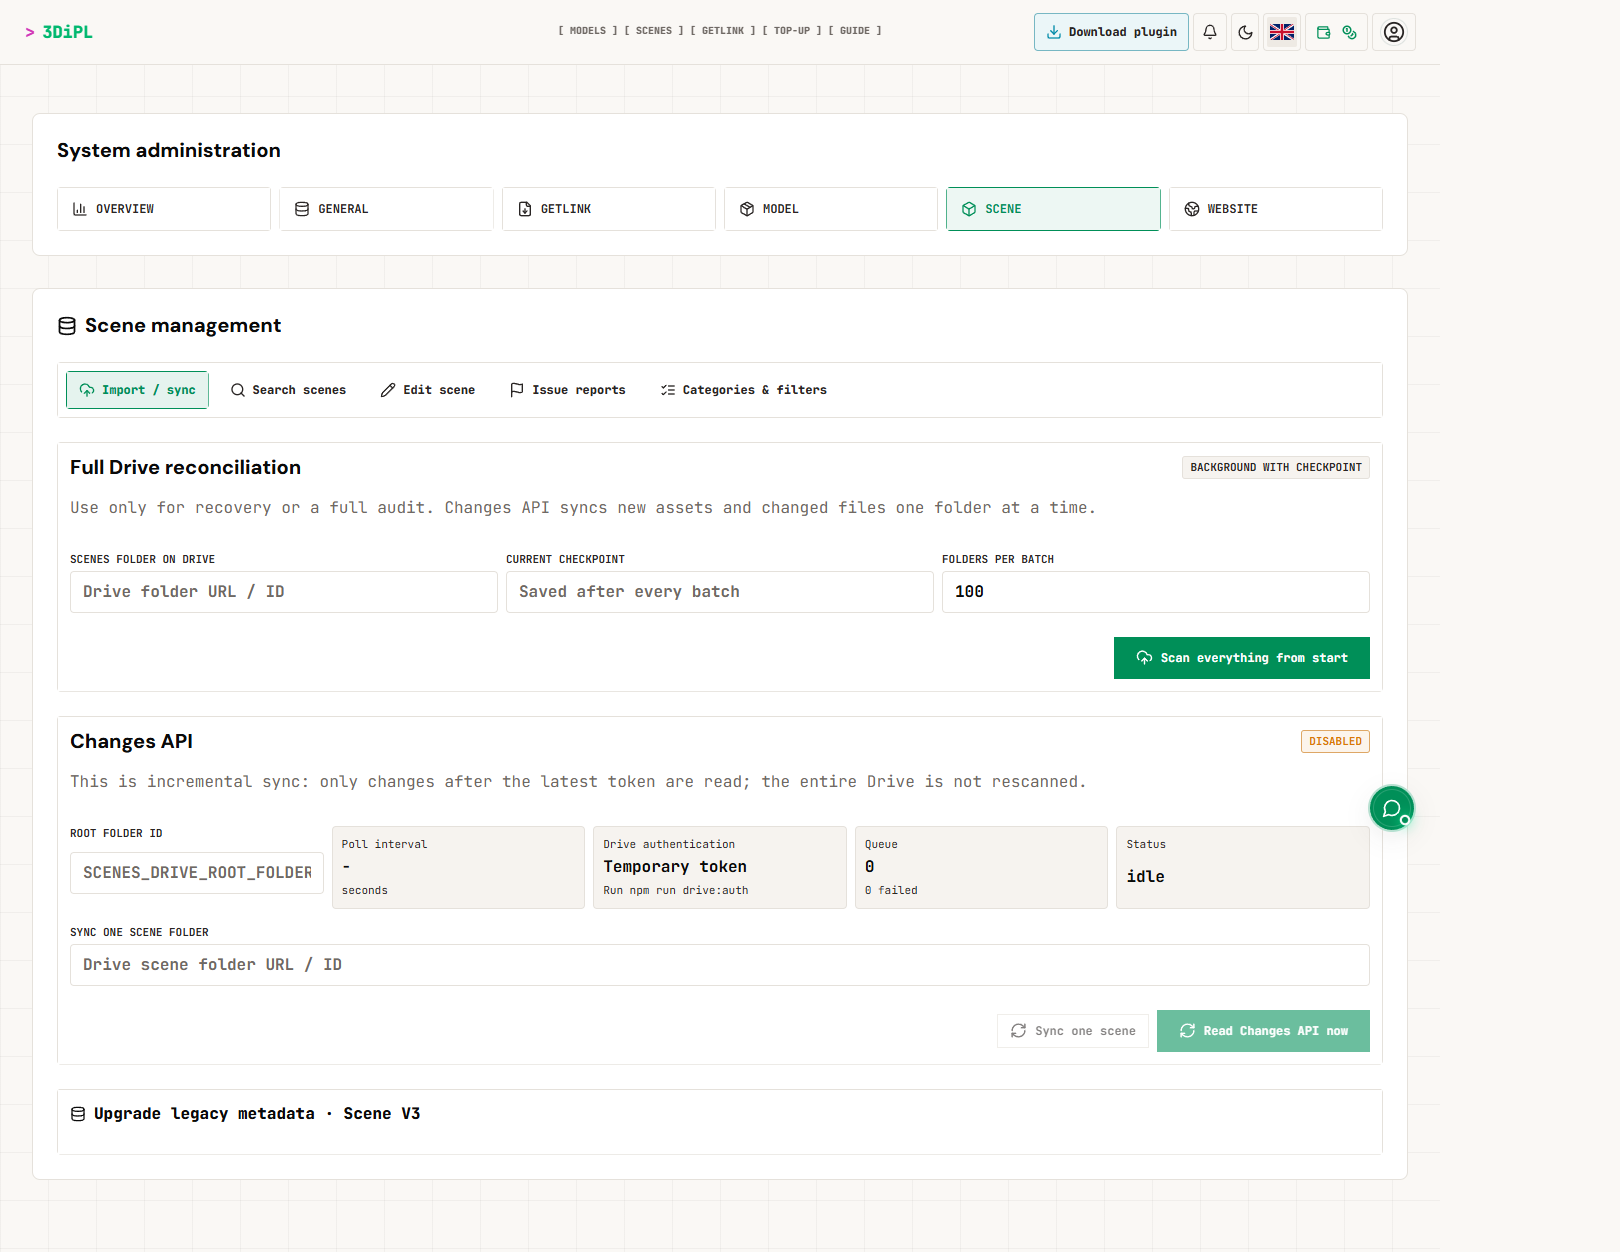 > 3DiPL
[ MODELS ] [ SCENES ] [ GETLINK ] [ TOP-UP ] [ GUIDE ]
Download plugin
System administration
OVERVIEW
GENERAL
GETLINK
MODEL
SCENE
WEBSITE
Scene management
Import / sync
Search scenes
Edit scene
Issue reports
Categories & filters
Full Drive reconciliation
BACKGROUND WITH CHECKPOINT
Use only for recovery or a full audit. Changes API syncs new assets and changed files one folder at a time.
SCENES FOLDER ON DRIVE
Drive folder URL / ID
CURRENT CHECKPOINT
Saved after every batch
FOLDERS PER BATCH
100
Scan everything from start
Changes API
DISABLED
This is incremental sync: only changes after the latest token are read; the entire Drive is not rescanned.
ROOT FOLDER ID
SCENES_DRIVE_ROOT_FOLDER
Poll interval
-
seconds
Drive authentication
Temporary token
Run npm run drive:auth
Queue
0
0 failed
Status
idle
SYNC ONE SCENE FOLDER
Drive scene folder URL / ID
Sync one scene
Read Changes API now
Upgrade legacy metadata · Scene V3